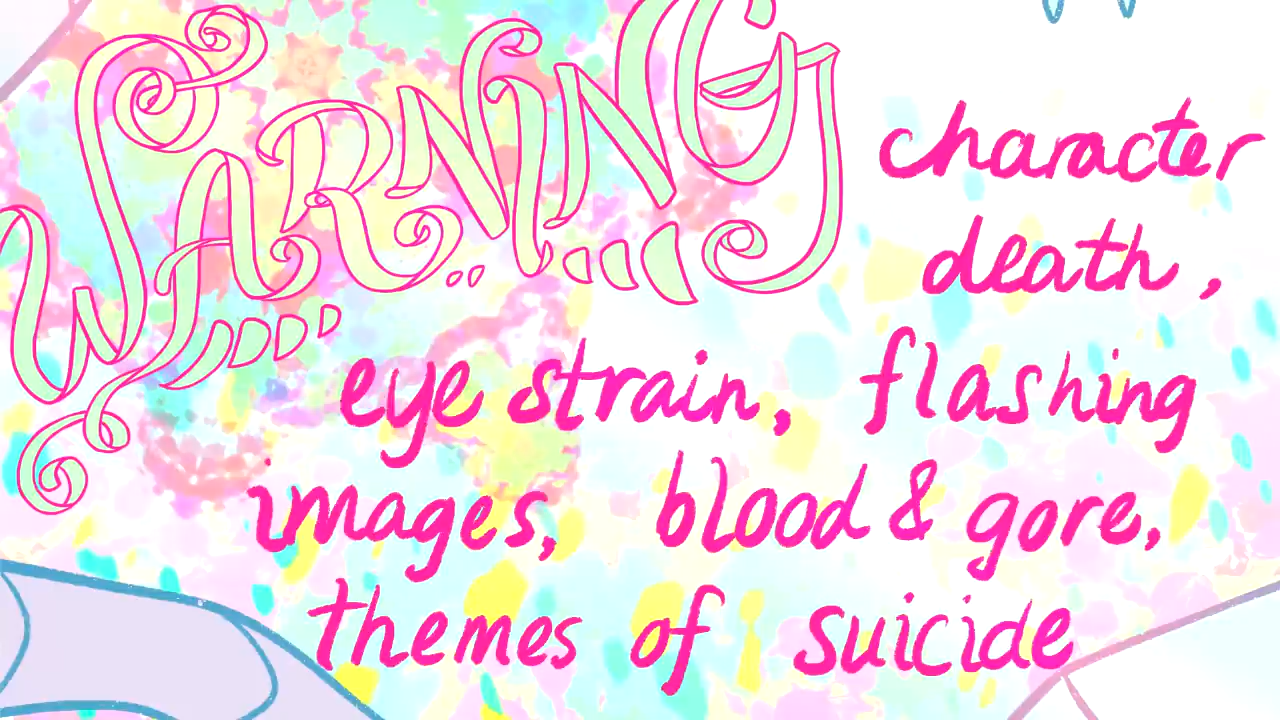 WARNING
character
death,
eye strain, flashing
images, blood & gore,
themes of suicide